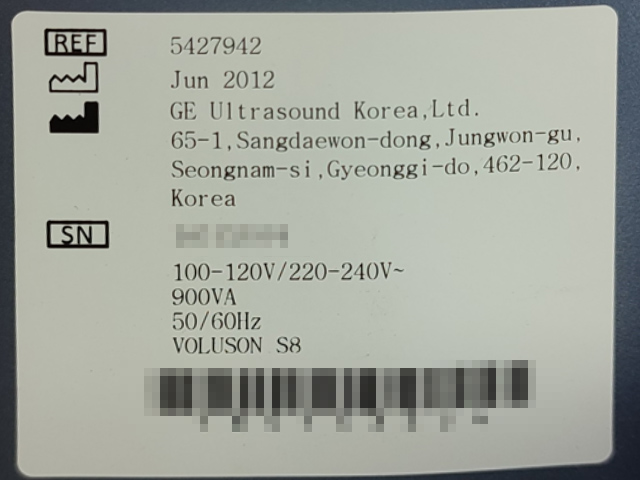 REF 5427942
Jun 2012
GE Ultrasound Korea,Ltd.
65-1,Sangdaewon-dong,Jungwon-gu,
Seongnam-si,Gyeonggi-do,462-120,
Korea
SN
100-120V/220-240V~
900VA
50/60Hz
VOLUSON S8